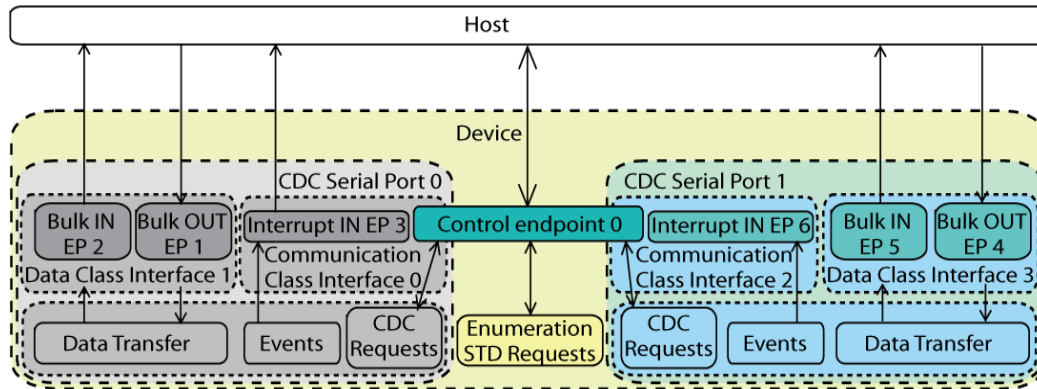 Host
Device
CDC Serial Port 0
CDC Serial Port 1
Bulk IN
EP 2
Bulk OUT
EP 1
Interrupt IN EP 3
Control endpoint 0
Interrupt IN EP 6
Bulk IN
EP 5
Bulk OUT
EP 4
Data Class Interface 1
Communication
Class Interface 0
Communication
Class Interface 2
Data Class Interface 3
Data Transfer
Events
CDC
Requests
Enumeration
STD Requests
CDC
Requests
Events
Data Transfer